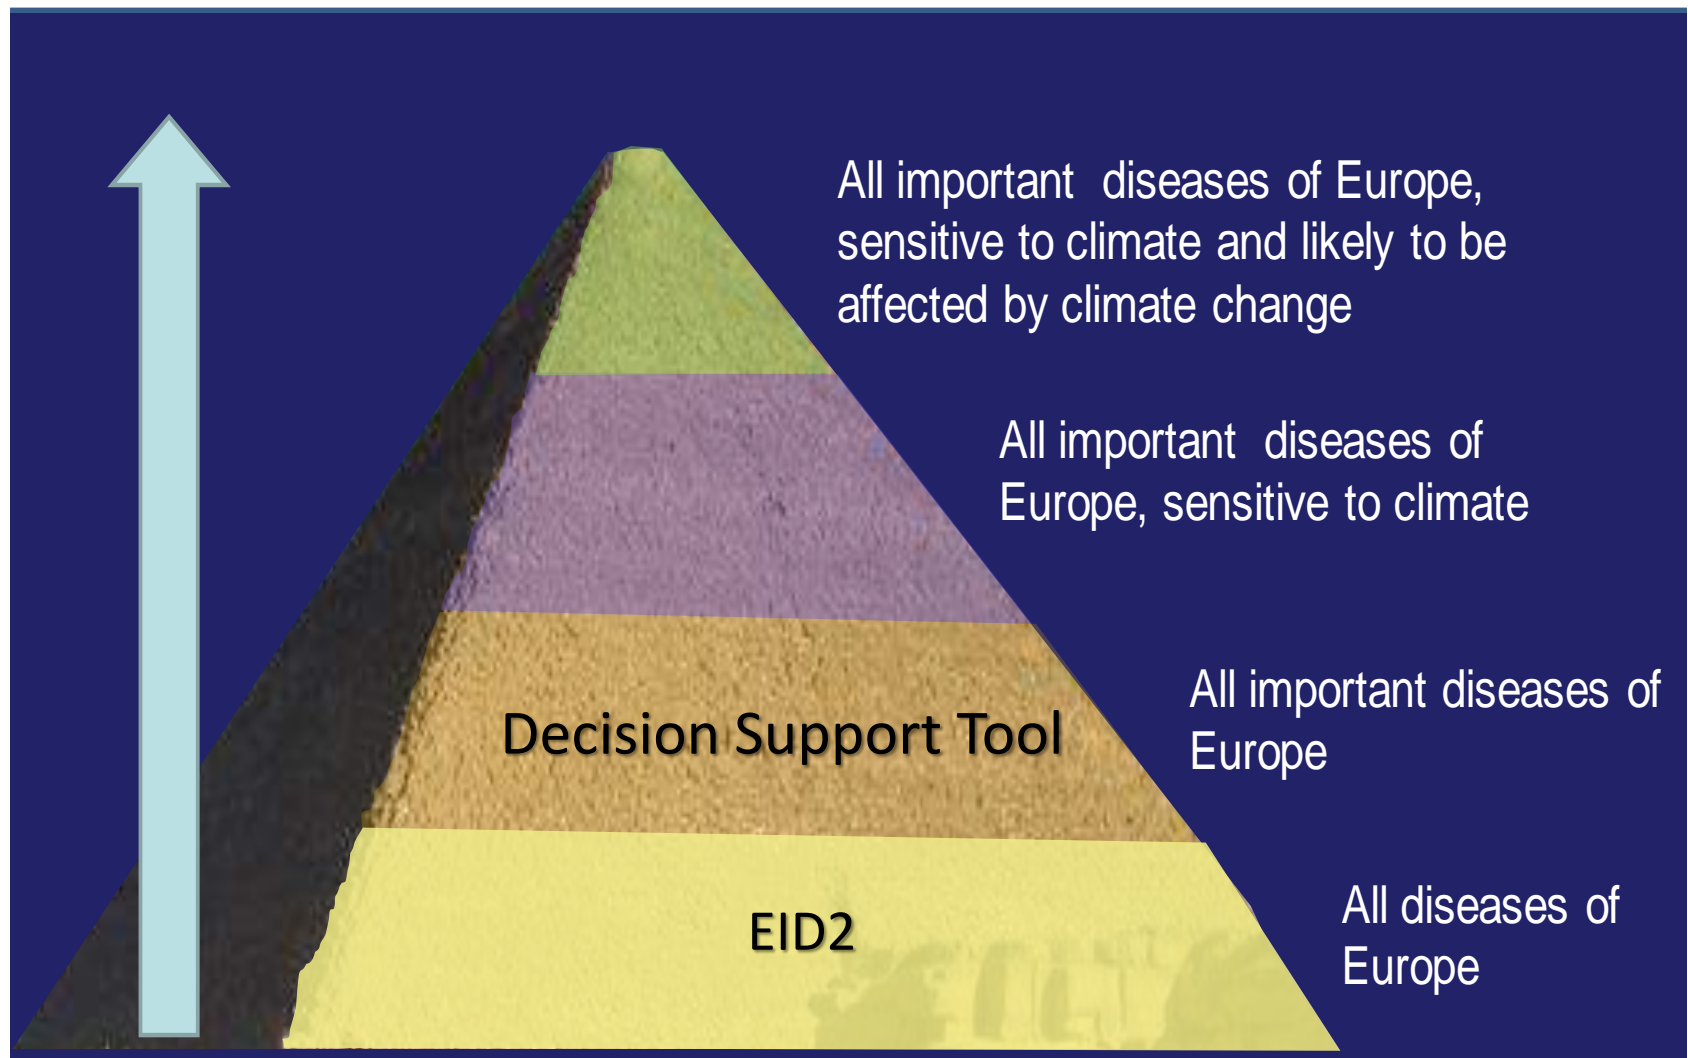 All important diseases of Europe,
sensitive to climate and likely to be
affected by climate change
All important diseases of
Europe, sensitive to climate
Decision Support Tool
All important diseases of
Europe
EID2
All diseases of
Europe